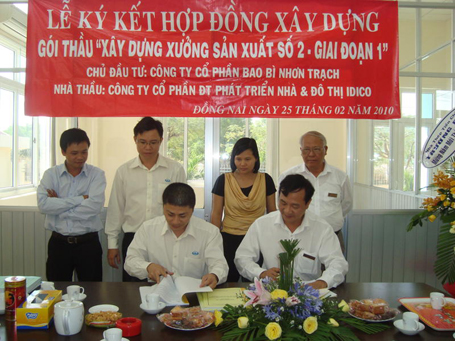 LỄ KÝ KẾT HỢP ĐỒNG XÂY DỰNG
GÓI THẦU "XÂY DỰNG XƯỞNG SẢN XUẤT SỐ 2 - GIAI ĐOẠN 1"
CHỦ ĐẦU TƯ: CÔNG TY CỔ PHẦN BAO BÌ NHƠN TRẠCH
NHÀ THẦU: CÔNG TY CỔ PHẦN ĐT PHÁT TRIỂN NHÀ & ĐÔ THỊ IDICO
ĐỒNG NAI NGÀY 25 THÁNG 02 NĂM 2010